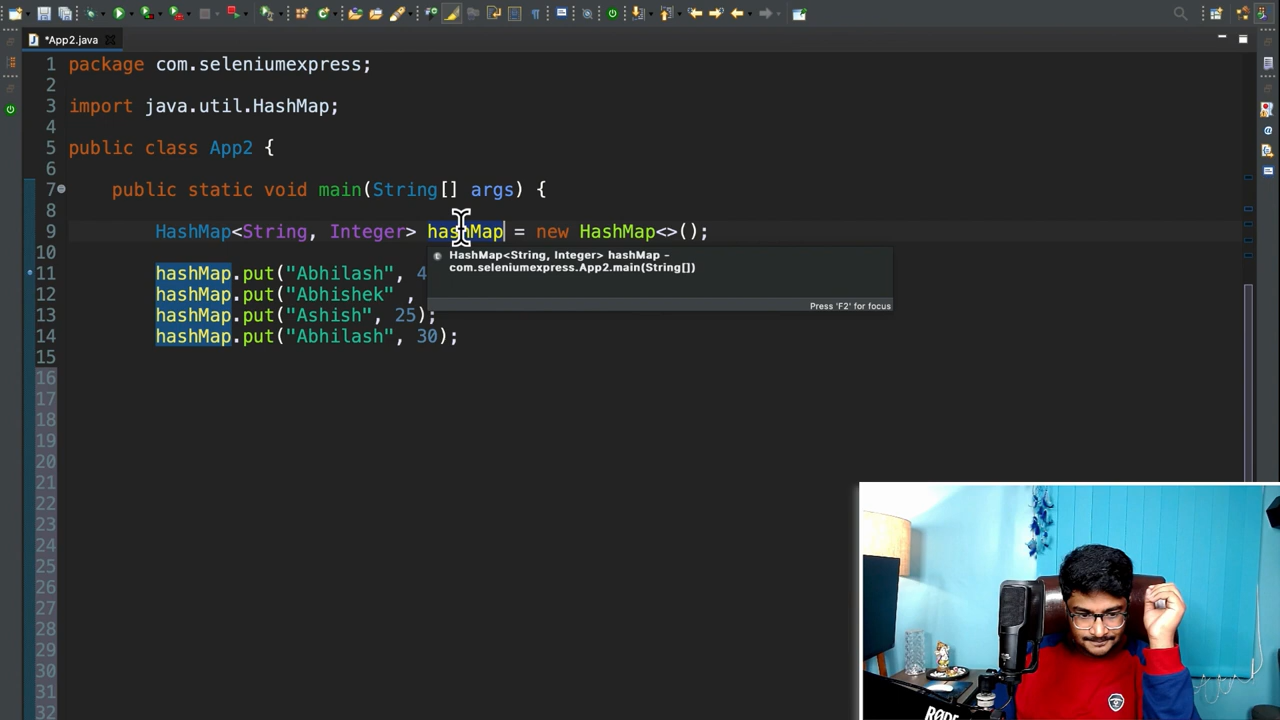 *App2.java
1 package com.seleniumexpress;
2
3 import java.util.HashMap;
4
5 public class App2 {
6
7 public static void main(String[] args) {
8
9 HashMap<String, Integer> hashMap = new HashMap<>();
HashMap<String, Integer> hashMap -
com.seleniumexpress.App2.main(String[])
Press 'F2' for focus
10
11 hashMap.put("Abhilash", 4
12 hashMap.put("Abhishek" ,
13 hashMap.put("Ashish", 25);
14 hashMap.put("Abhilash", 30);
15
16
17
18
19
20
21
22
23
24
25
26
27
28
29
30
31
32
RØDE